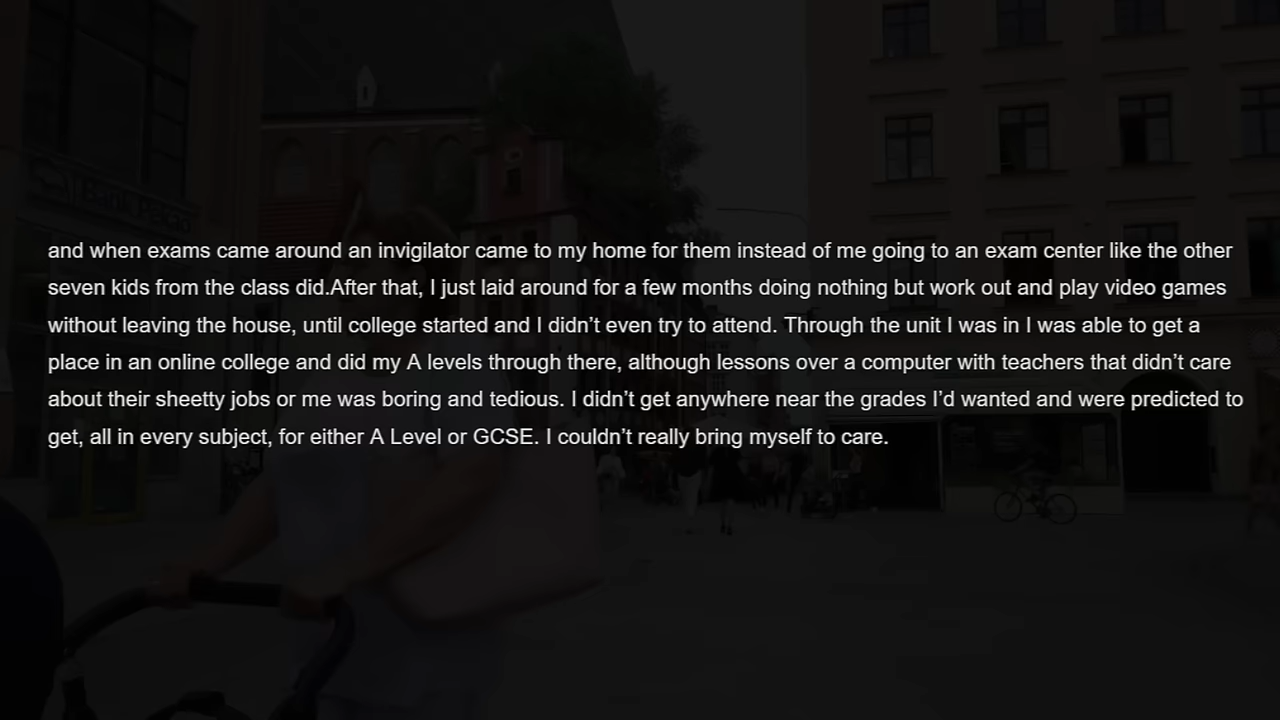 and when exams came around an invigilator came to my home for them instead of me going to an exam center like the other
seven kids from the class did.After that, I just laid around for a few months doing nothing but work out and play video games
without leaving the house, until college started and I didn’t even try to attend. Through the unit I was in I was able to get a
place in an online college and did my A levels through there, although lessons over a computer with teachers that didn’t care
about their sheetty jobs or me was boring and tedious. I didn’t get anywhere near the grades I’d wanted and were predicted to
get, all in every subject, for either A Level or GCSE. I couldn’t really bring myself to care.